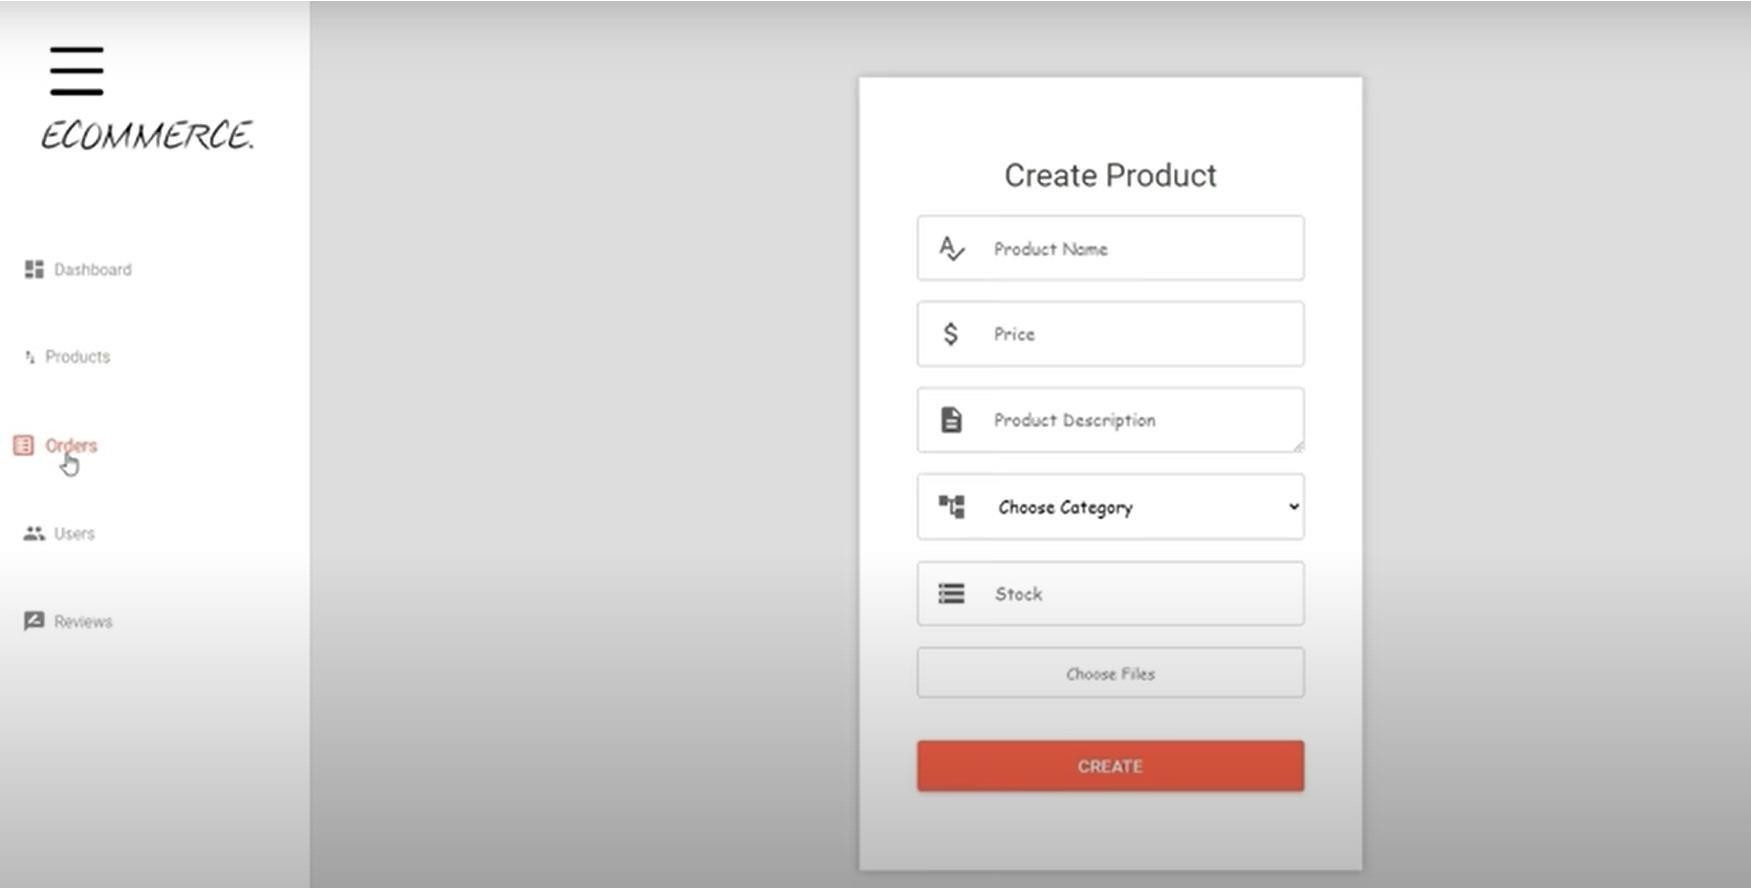 ECOMMERCE.
Dashboard
Products
Orders
Users
Reviews
Create Product
Product Name
$ Price
Product Description
Choose Category
Stock
Choose Files
CREATE